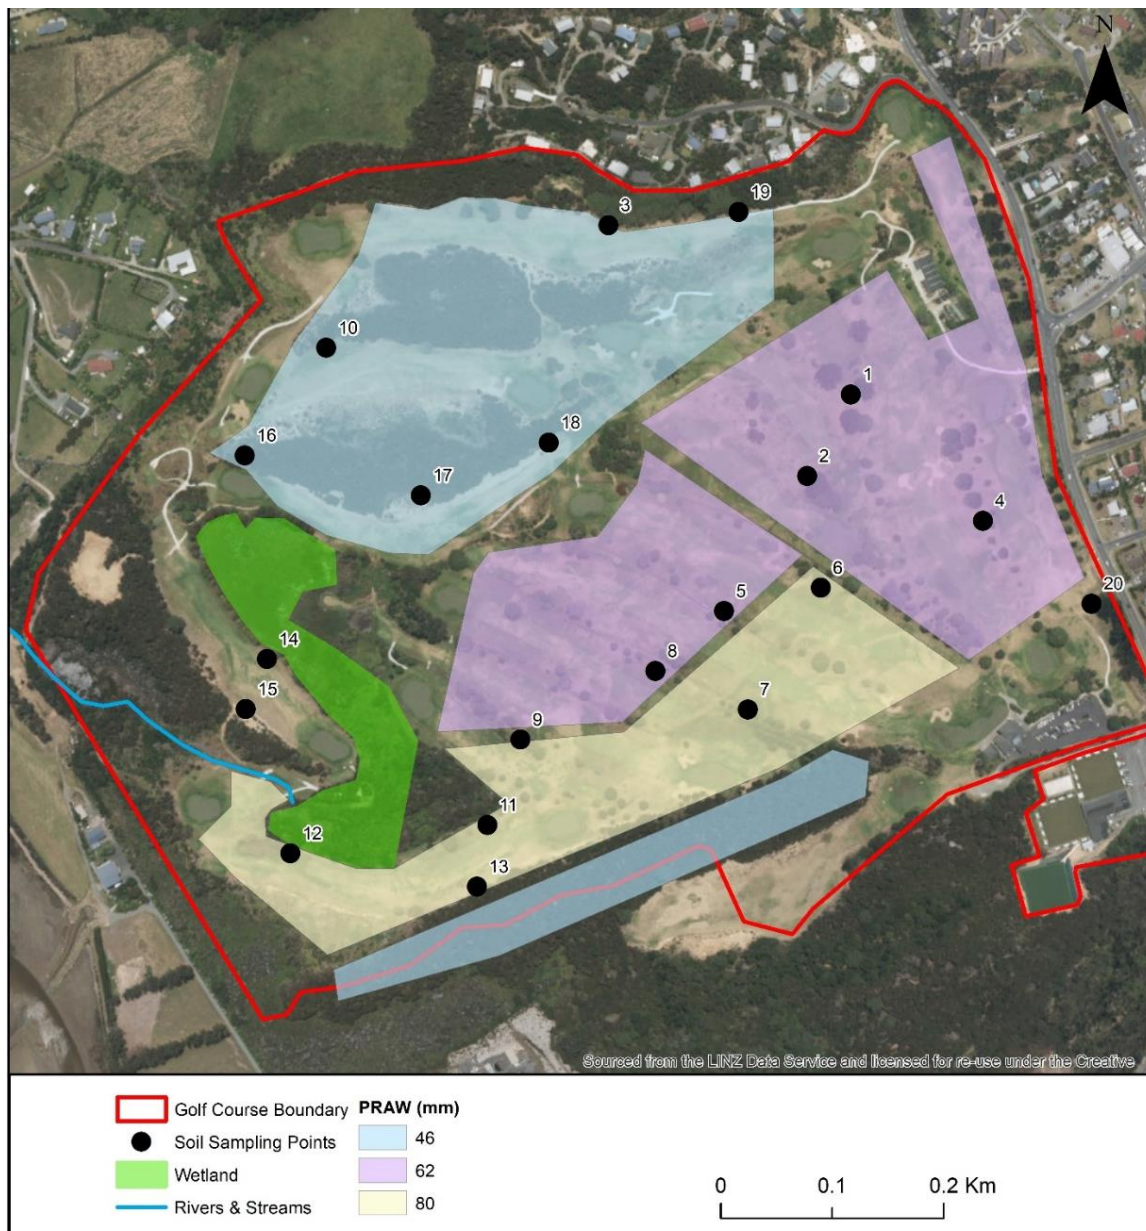 N
19
3
10
1
18
16
2
17
4
6
20
5
14
8
15
7
9
11
12
13
Sourced from the LINZ Data Service and licensed for re-use under the Creative
Golf Course Boundary
Soil Sampling Points
Wetland
Rivers & Streams
PRAW (mm)
46
62
80
0 0.1 0.2 Km